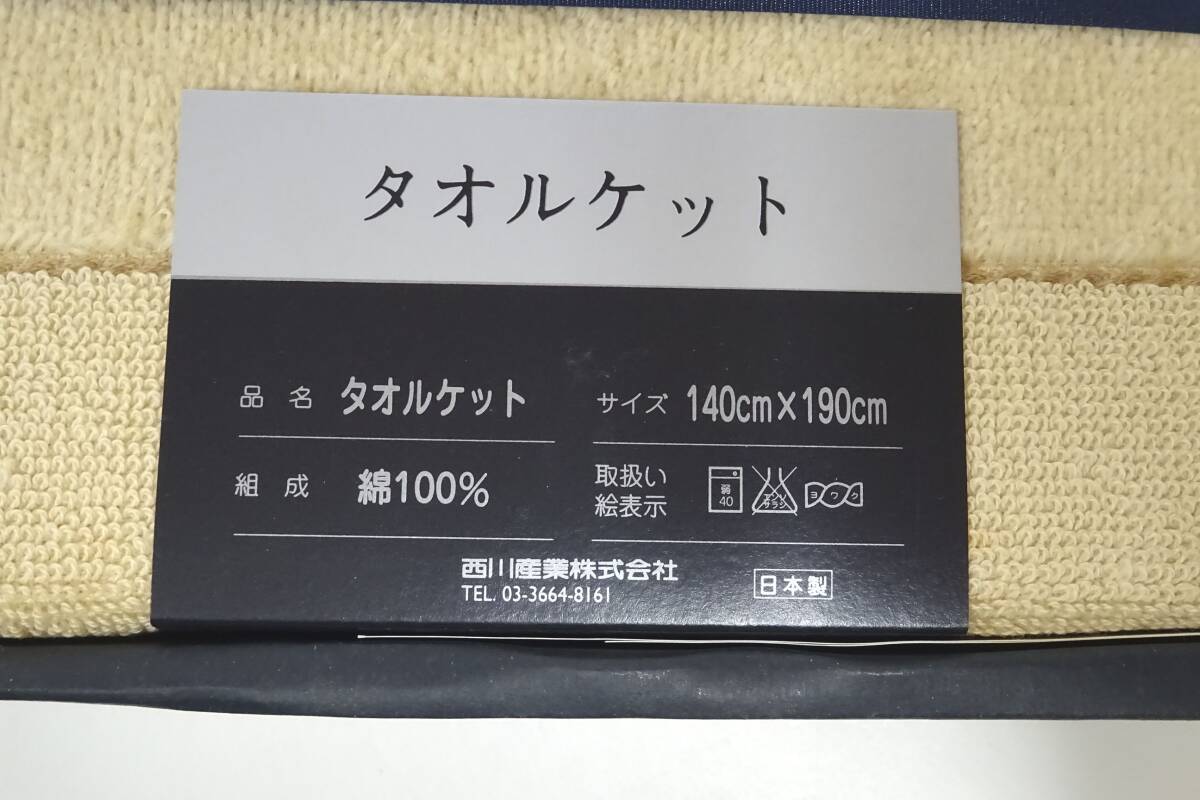 タオルケット
品 名 タオルケット
サイズ 140cm×190cm
組 成 綿100%
取扱い
絵表示
弱
40
エンソ
サラシ
ヨワク
西川産業株式会社
TEL. 03-3664-8161
日本製